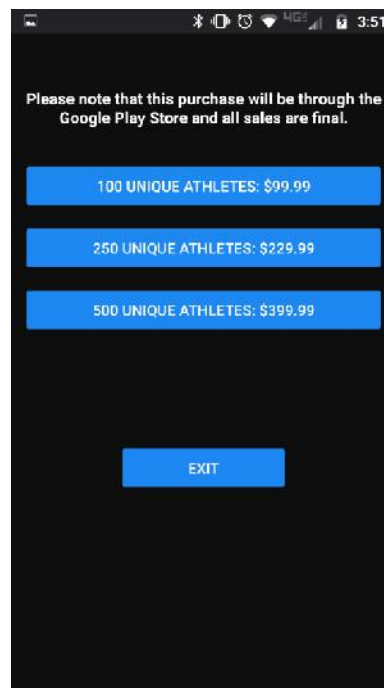 4G 3:51
Please note that this purchase will be through the
Google Play Store and all sales are final.
100 UNIQUE ATHLETES: $99.99
250 UNIQUE ATHLETES: $229.99
500 UNIQUE ATHLETES: $399.99
EXIT